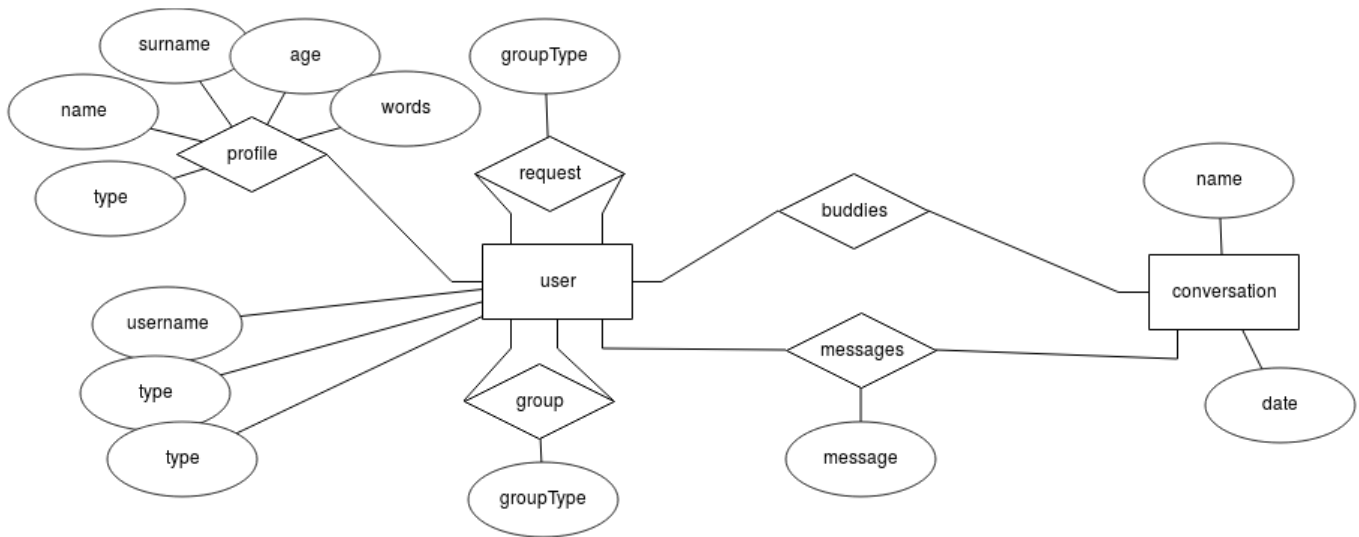 surname
age
groupType
name
words
profile
request
name
type
buddies
user
conversation
username
messages
type
group
date
type
message
groupType